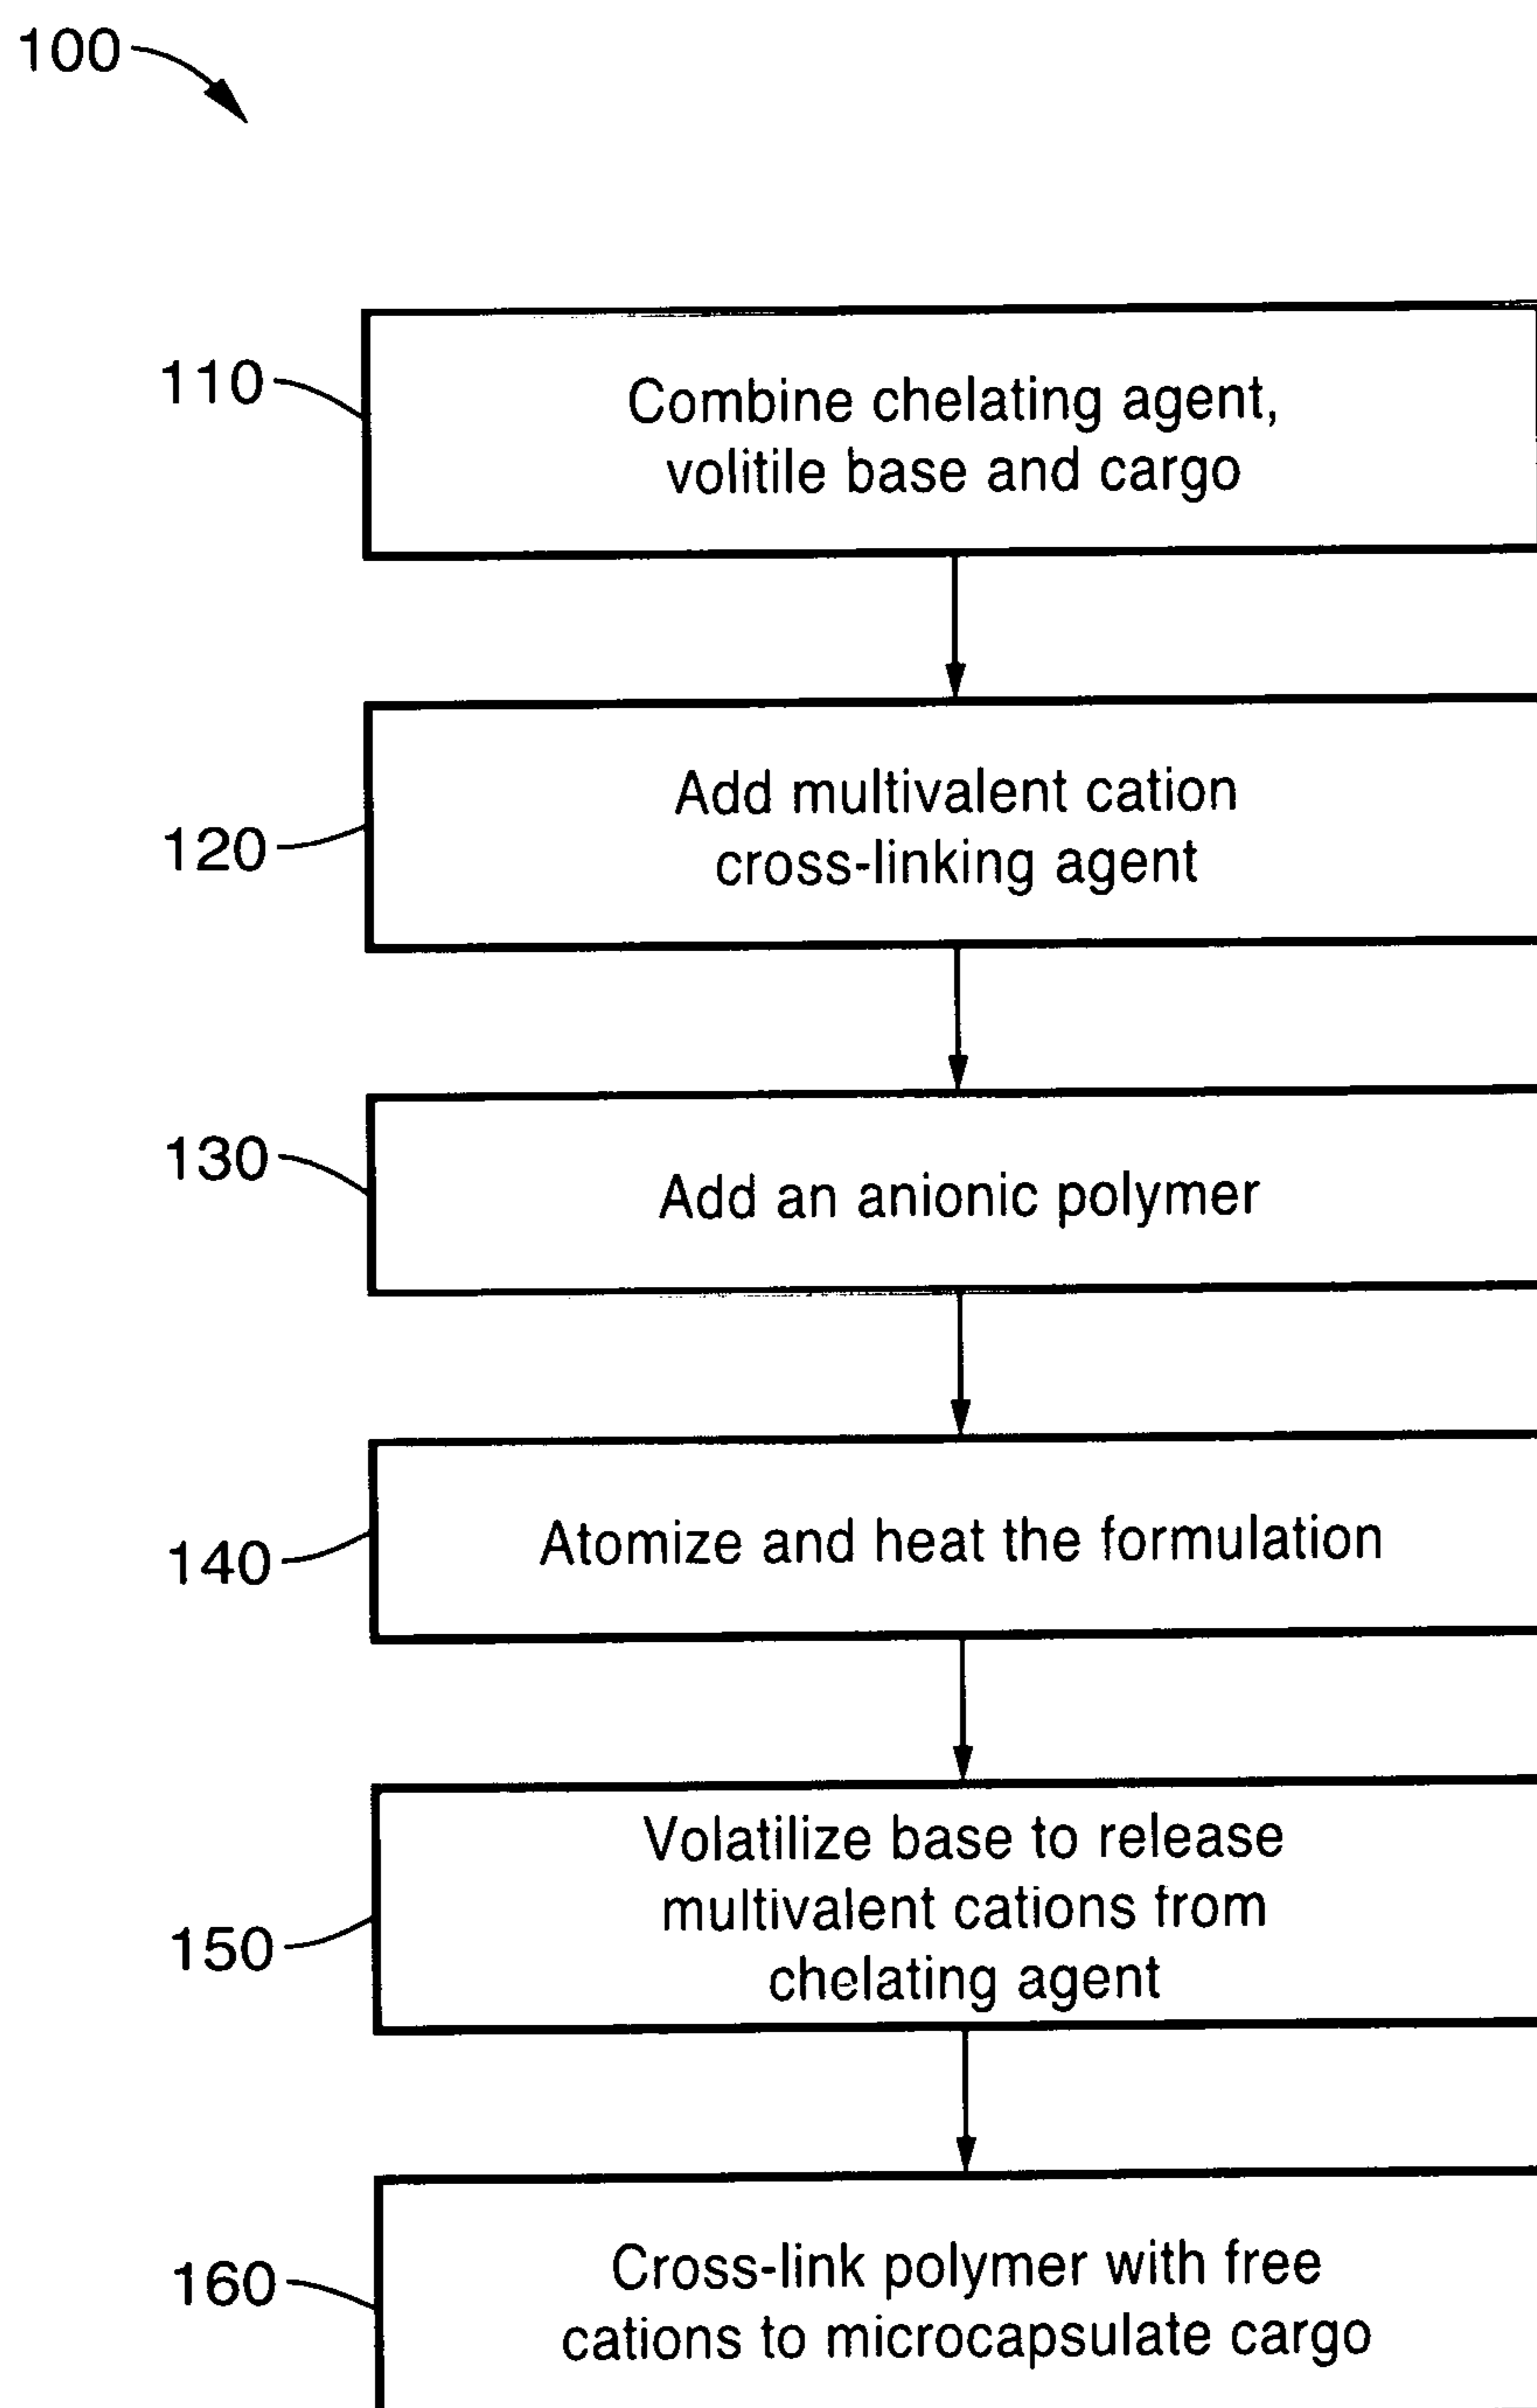 100
110
Combine chelating agent,
volitile base and cargo
120
Add multivalent cation
cross-linking agent
130
Add an anionic polymer
140
Atomize and heat the formulation
150
Volatilize base to release
multivalent cations from
chelating agent
160
Cross-link polymer with free
cations to microcapsulate cargo